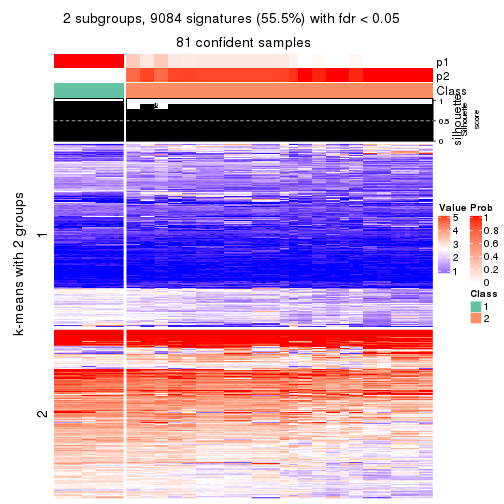 2 subgroups, 9084 signatures (55.5%) with fdr < 0.05
81 confident samples
p1
p2
Class
1
0.5
0
silhouette
Silhouette
score
k-means with 2 groups
1
2
Value
5
4
3
2
1
Prob
1
0.8
0.6
0.4
0.2
0
Class
1
2